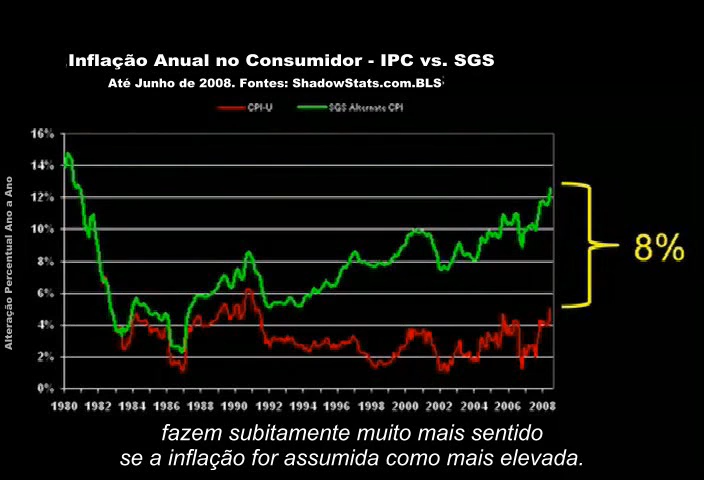 Inflação Anual no Consumidor - IPC vs. SGS
Até Junho de 2008. Fontes: ShadowStats.com.BLS
CPI-U SGS Alternate CPI
Alteração Percentual Ano a Ano
16%
14%
12%
10%
8%
6%
4%
2%
0%
8%
1980 1982 1984 1986 1988 1990 1992 1994 1996 1998 2000 2002 2004 2006 2008
fazem subitamente muito mais sentido
se a inflação for assumida como mais elevada.